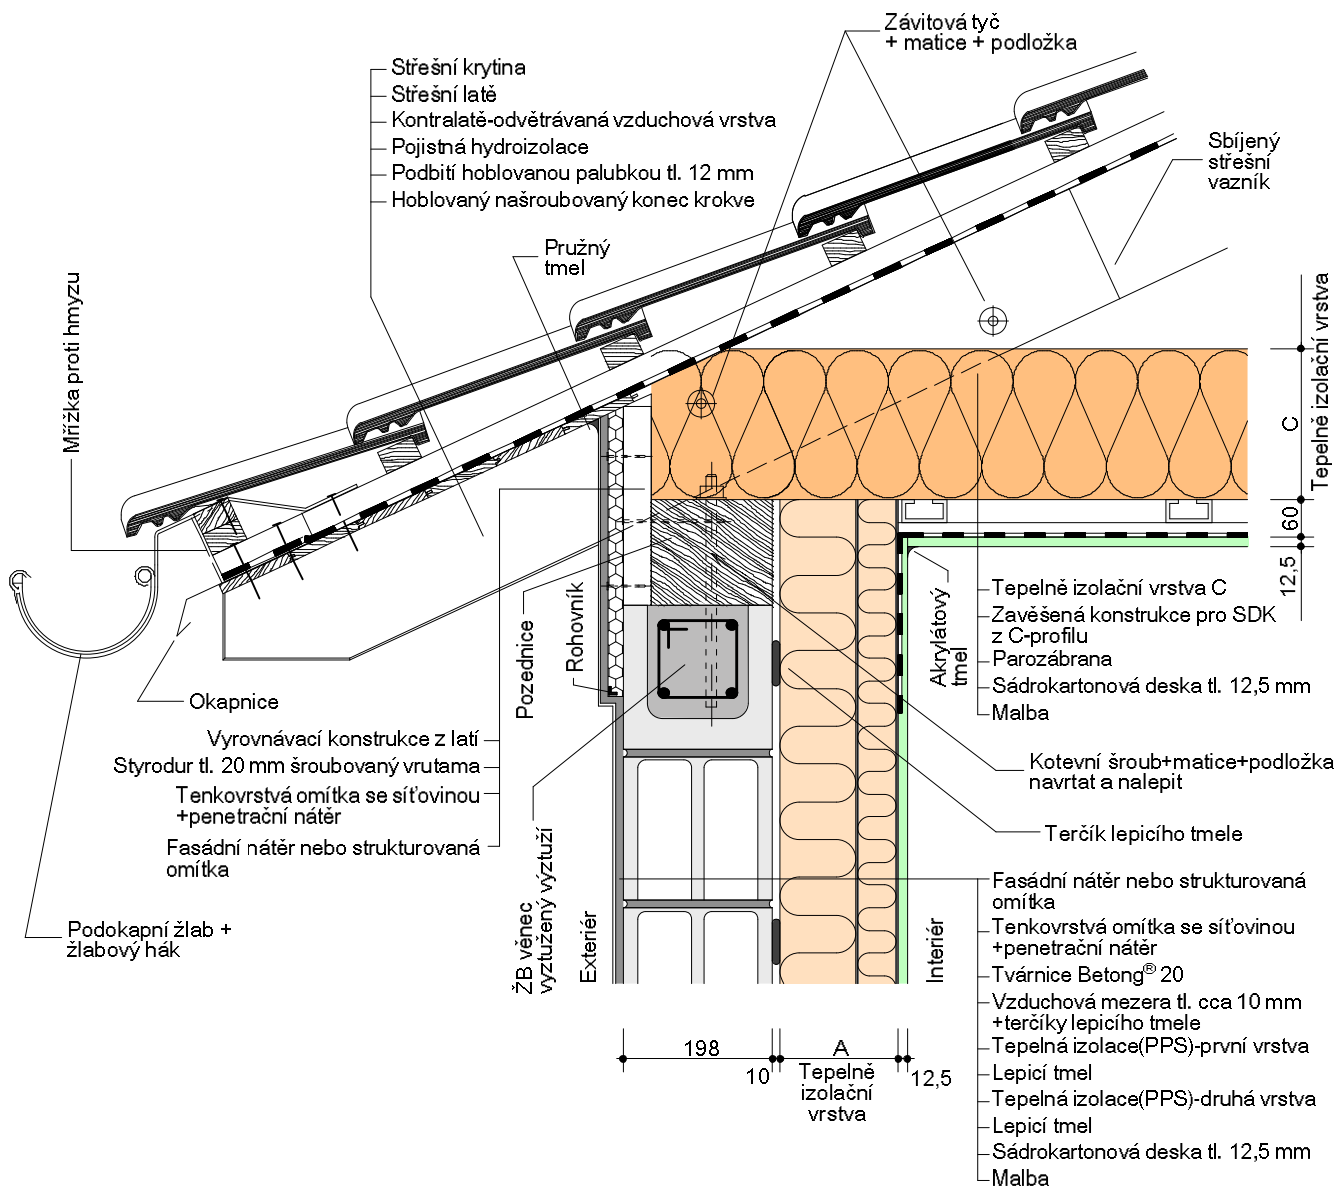 Závitová tyč
+ matice + podložka
Střešní krytina
Střešní latě
Kontralatě-odvětrávaná vzduchová vrstva
Pojistná hydroizolace
Podbití hoblovanou palubkou tl. 12 mm
Hoblovaný našroubovaný konec krokve
Sbíjený
střešní
vazník
Pružný
tmel
Mřížka proti hmyzu
Tepelně izolační vrstva
C
60
12,5
Tepelně izolační vrstva C
Zavěšená konstrukce pro SDK
z C-profilu
Parozábrana
Sádrokartonová deska tl. 12,5 mm
Malba
Akrylátový
tmel
Rohovník
Pozednice
Okapnice
Vyrovnávací konstrukce z latí
Styrodur tl. 20 mm šroubovaný vrutama
Tenkovrstvá omítka se síťovinou
+penetrační nátěr
Fasádní nátěr nebo strukturovaná
omítka
Kotevní šroub+matice+podložka
navrtat a nalepit
Terčík lepicího tmele
Podokapní žlab +
žlabový hák
ŽB věnec
vyztužený výztuží
Exteriér
Interiér
Fasádní nátěr nebo strukturovaná
omítka
Tenkovrstvá omítka se síťovinou
+penetrační nátěr
Tvárnice Betong® 20
Vzduchová mezera tl. cca 10 mm
+terčíky lepicího tmele
Tepelná izolace(PPS)-první vrstva
Lepicí tmel
Tepelná izolace(PPS)-druhá vrstva
Lepicí tmel
Sádrokartonová deska tl. 12,5 mm
Malba
198
10
A
Tepelně
izolační
vrstva
12,5